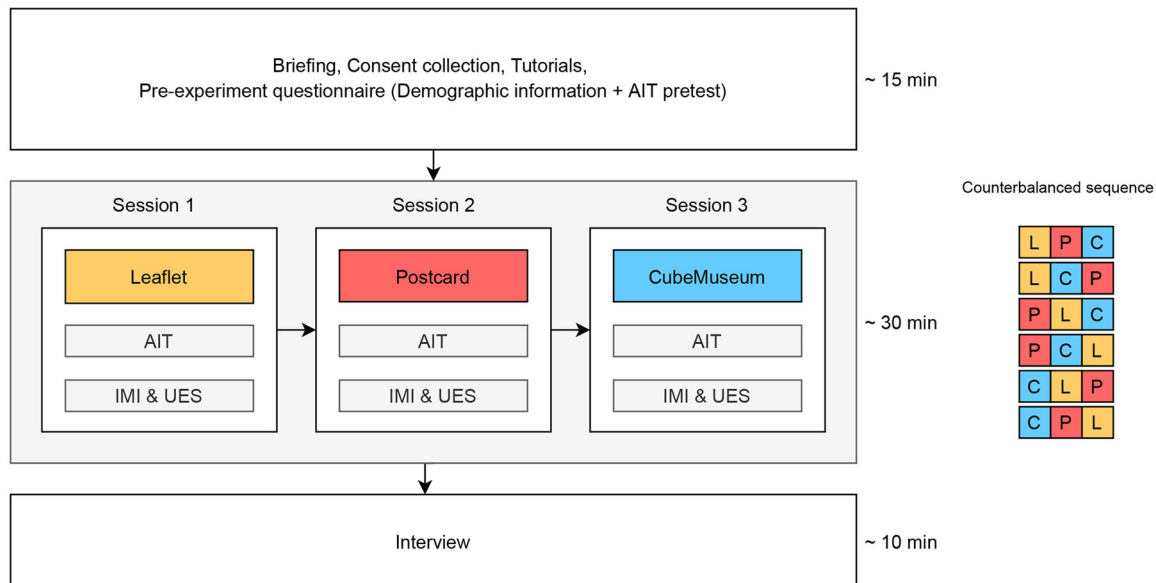 Briefing, Consent collection, Tutorials,
Pre-experiment questionnaire (Demographic information + AIT pretest)
~ 15 min
Session 1
Session 2
Session 3
Leaflet
Postcard
CubeMuseum
AIT
AIT
AIT
IMI & UES
IMI & UES
IMI & UES
~ 30 min
Counterbalanced sequence
L P C
L C P
P L C
P C L
C L P
C P L
Interview
~ 10 min